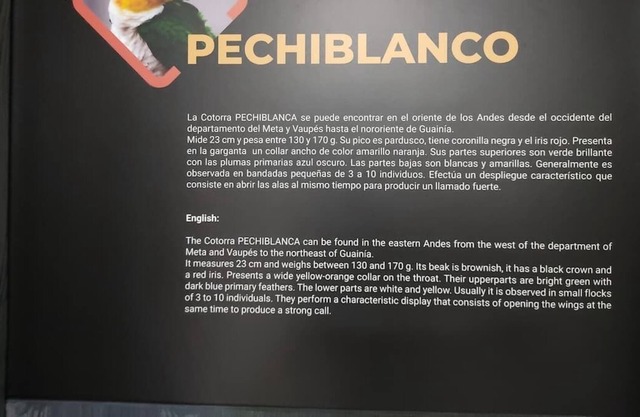 PECHIBLANCO
La Cotorra PECHIBLANCA se puede encontrar en el oriente de los Andes desde el occidente del
departamento del Meta y Vaupés hasta el nororiente de Guainía.
Mide 23 cm y pesa entre 130 y 170 g. Su pico es pardusco, tiene coronilla negra y el iris rojo. Presenta
en la garganta un collar ancho de color amarillo naranja. Sus partes superiores son verde brillante
con las plumas primarias azul oscuro. Las partes bajas son blancas y amarillas. Generalmente es
observada en bandadas pequeñas de 3 a 10 individuos. Efectúa un despliegue característico que
consiste en abrir las alas al mismo tiempo para producir un llamado fuerte.
English:
The Cotorra PECHIBLANCA can be found in the eastern Andes from the west of the department of
Meta and Vaupés to the northeast of Guainía.
It measures 23 cm and weighs between 130 and 170 g. Its beak is brownish, it has a black crown and
a red iris. Presents a wide yellow-orange collar on the throat. Their upperparts are bright green with
dark blue primary feathers. The lower parts are white and yellow. Usually it is observed in small flocks
of 3 to 10 individuals. They perform a characteristic display that consists of opening the wings at the
same time to produce a strong call.